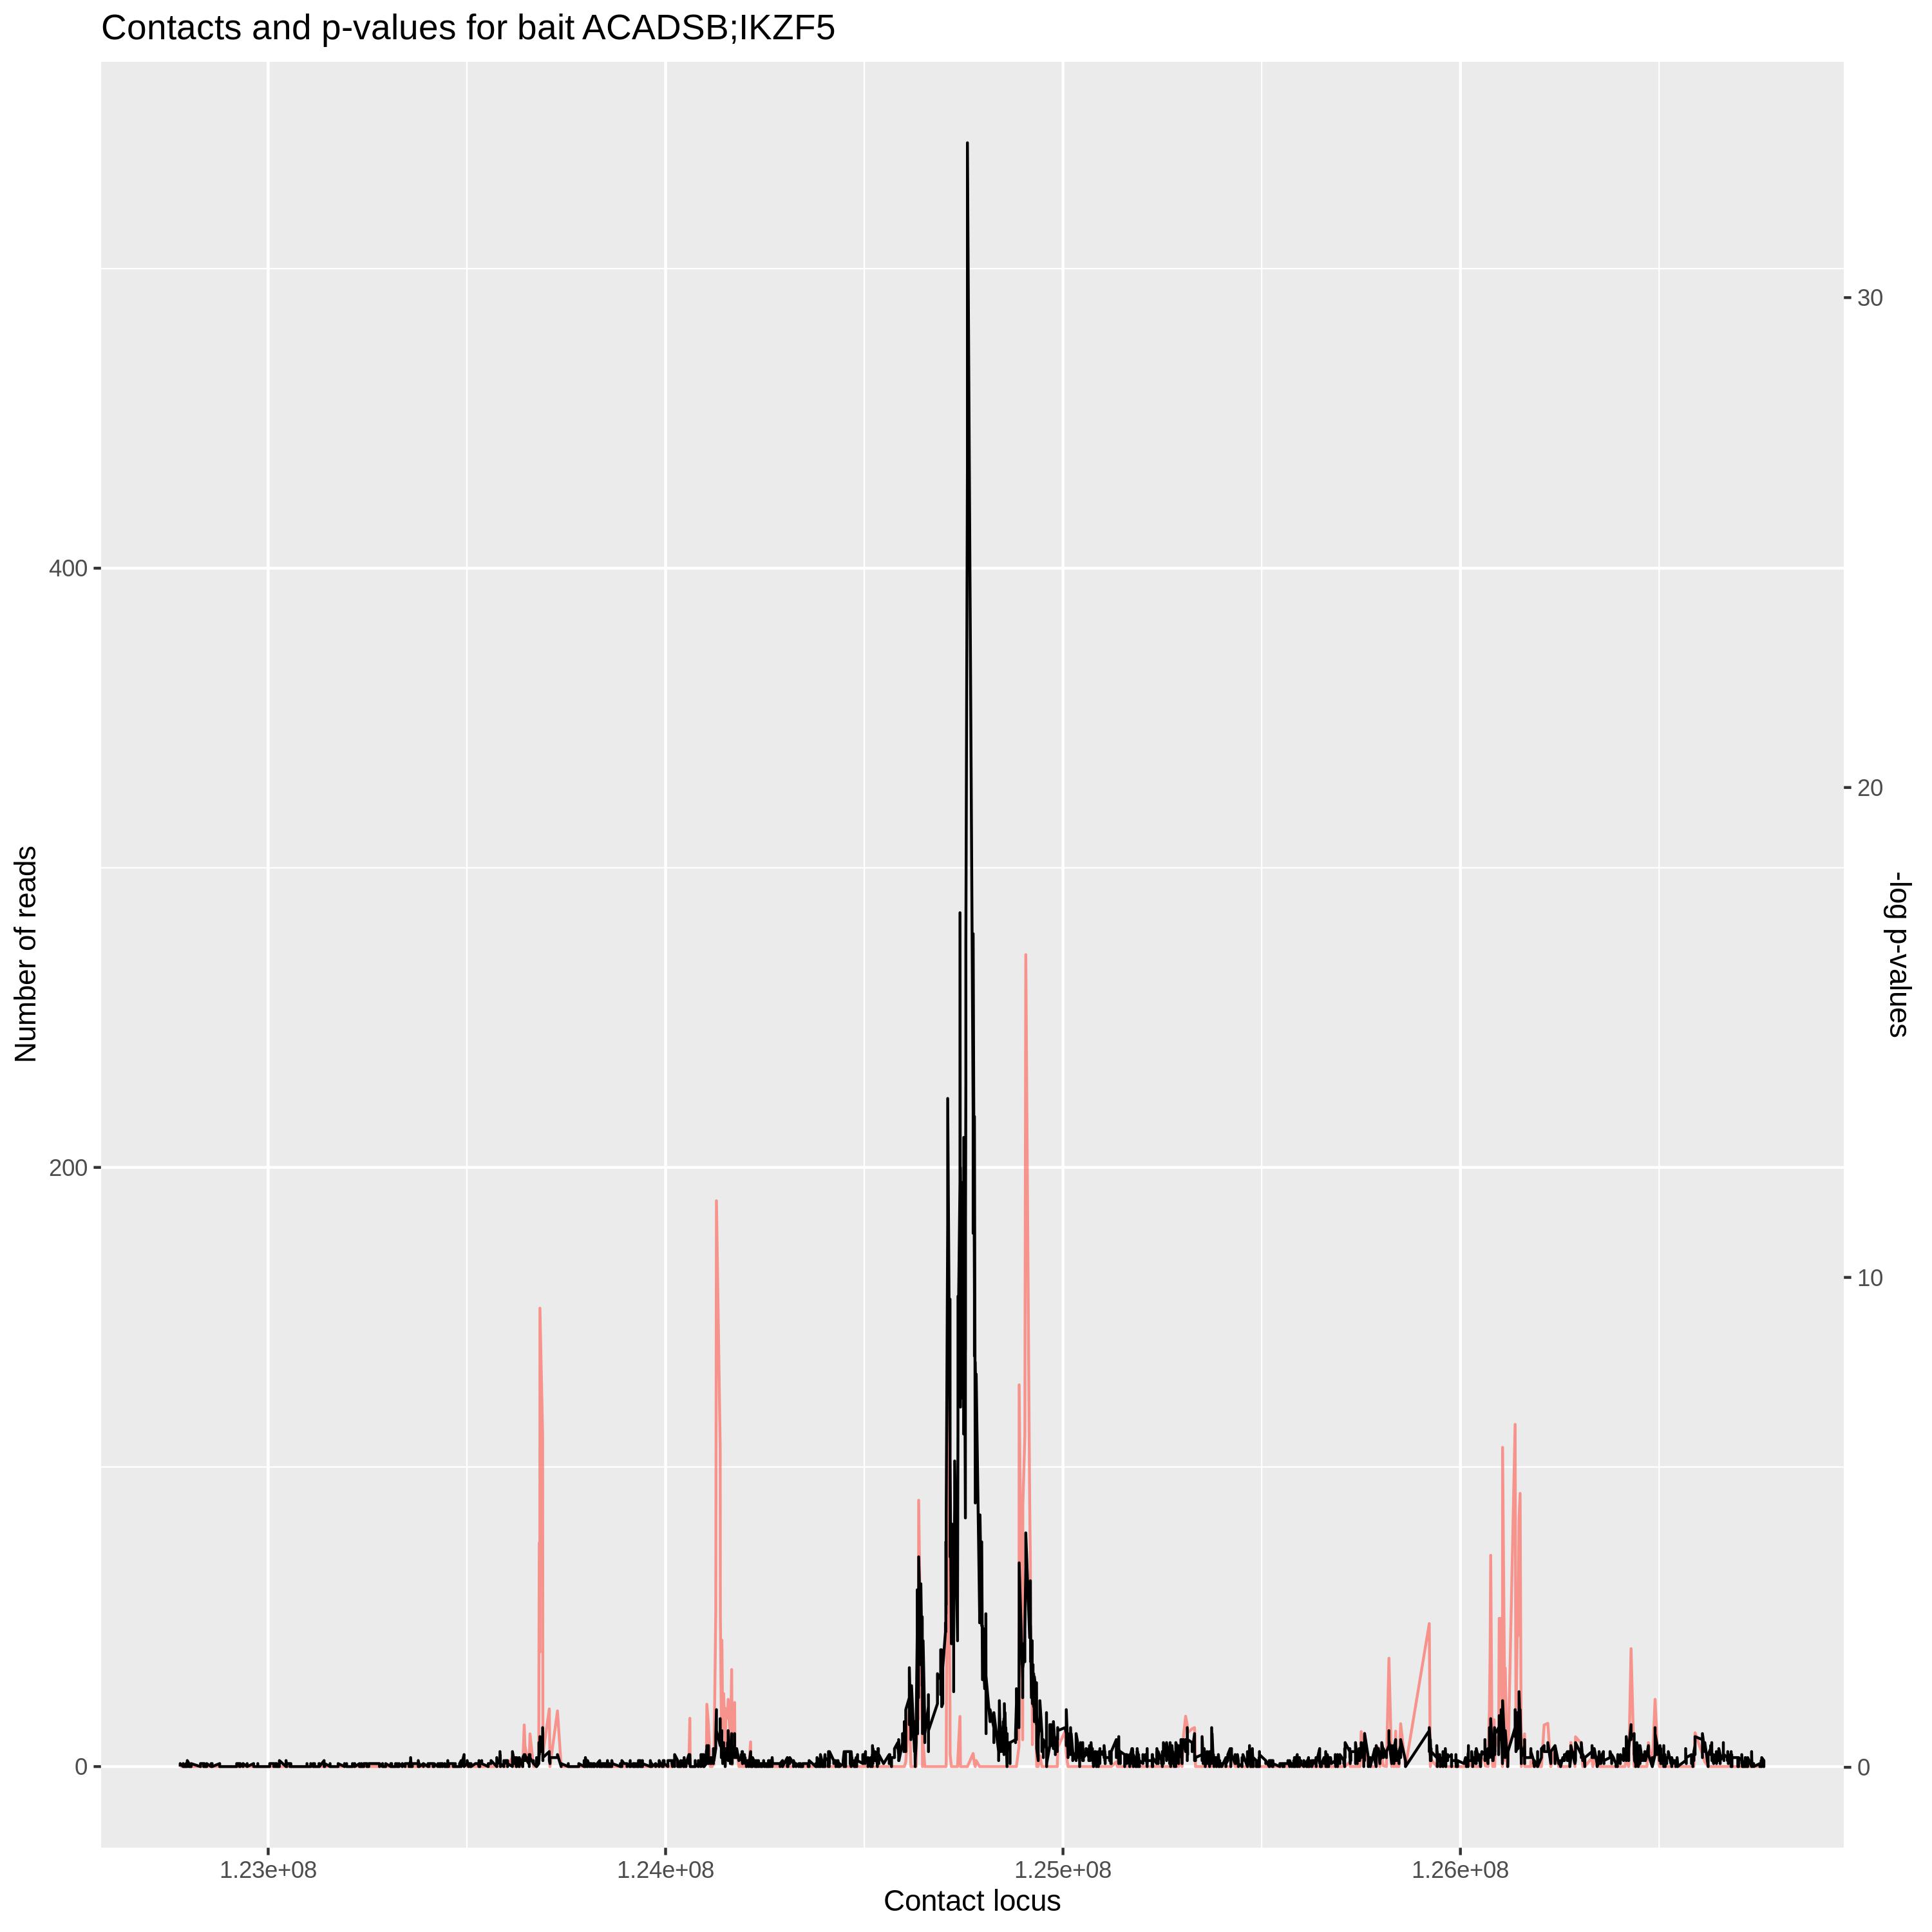 Contacts and p-values for bait ACADSB;IKZF5
Number of reads
400
200
0
30
20
10
0
-log p-values
1.23e+08
1.24e+08
1.25e+08
1.26e+08
Contact locus